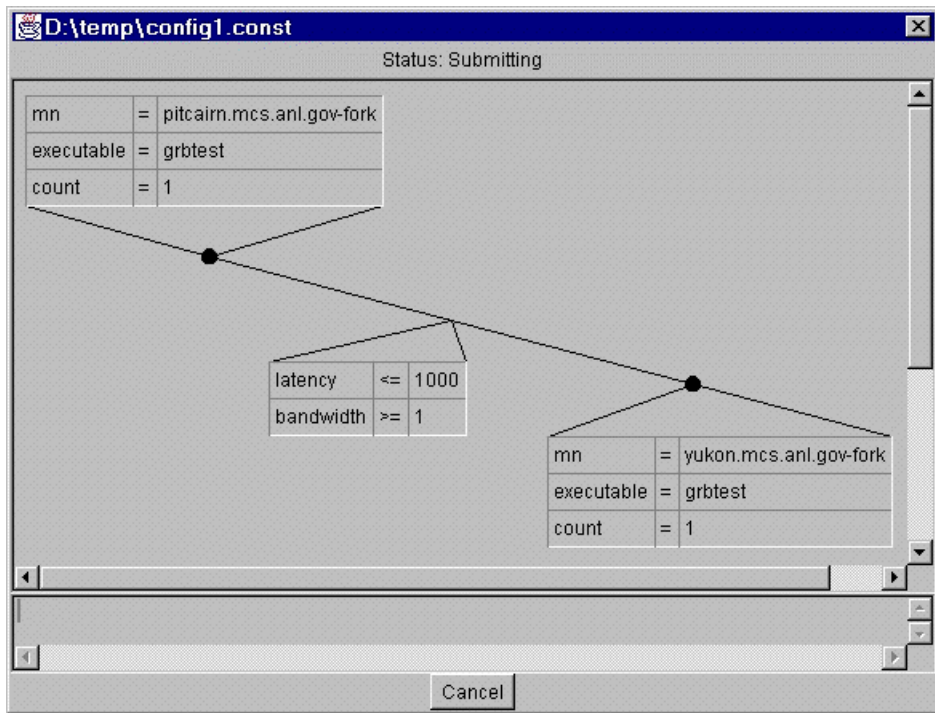 D:\temp\config1.const
Status: Submitting
mn = pitcairn.mcs.anl.gov-fork
executable = grbtest
count = 1
latency <= 1000
bandwidth >= 1
mn = yukon.mcs.anl.gov-fork
executable = grbtest
count = 1
Cancel